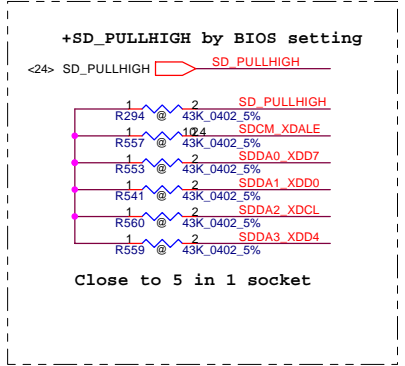 +SD_PULLHIGH by BIOS setting
<24> SD_PULLHIGH SD_PULLHIGH
1 2 SD_PULLHIGH
R294 @ 43K_0402_5%
1 2 SDCM_XDALE
R557 @ 43K_0402_5%
1 2 SDDA0_XDD7
R553 @ 43K_0402_5%
1 2 SDDA1_XDD0
R541 @ 43K_0402_5%
1 2 SDDA2_XDCL
R560 @ 43K_0402_5%
1 2 SDDA3_XDD4
R559 @ 43K_0402_5%
Close to 5 in 1 socket